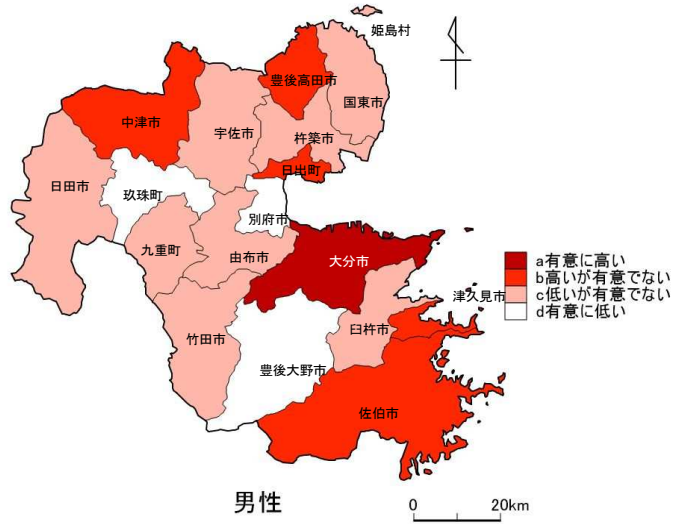 姫島村
豊後高田市
国東市
中津市
宇佐市
杵築市
日出町
日田市
玖珠町
別府市
九重町
由布市
大分市
a有意に高い
b高いが有意でない
c低いが有意でない
d有意に低い
津久見市
臼杵市
竹田市
豊後大野市
佐伯市
男性
0 20km